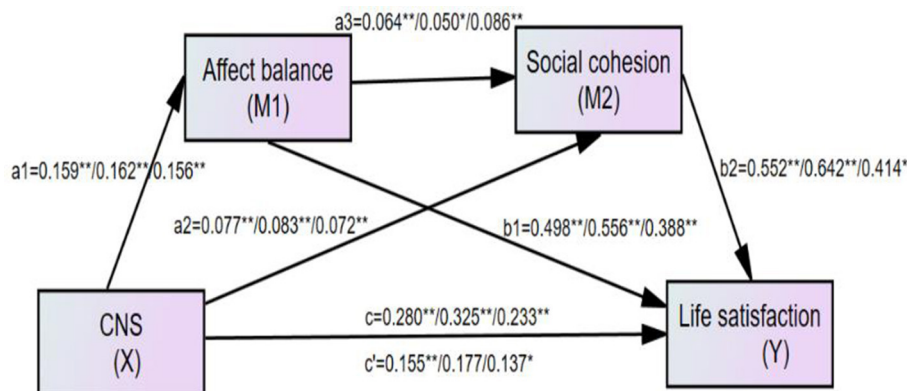 a3=0.064**/0.050*/0.086**
Affect balance
(M1)
Social cohesion
(M2)
a1=0.159**/0.162**/0.156**
b2=0.552**/0.642**/0.414*
a2=0.077**/0.083**/0.072**
b1=0.498**/0.556**/0.388**
CNS
(X)
c=0.280**/0.325**/0.233**
c'=0.155**/0.177/0.137*
Life satisfaction
(Y)